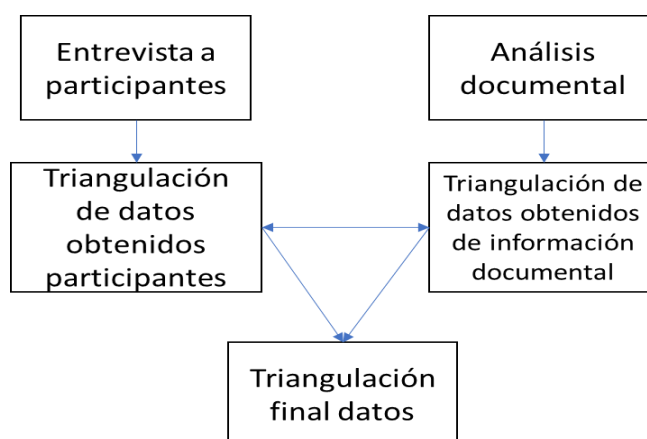 Entrevista a
participantes
Análisis
documental
Triangulación
de datos
obtenidos
participantes
Triangulación de
datos obtenidos
de información
documental
Triangulación
final datos